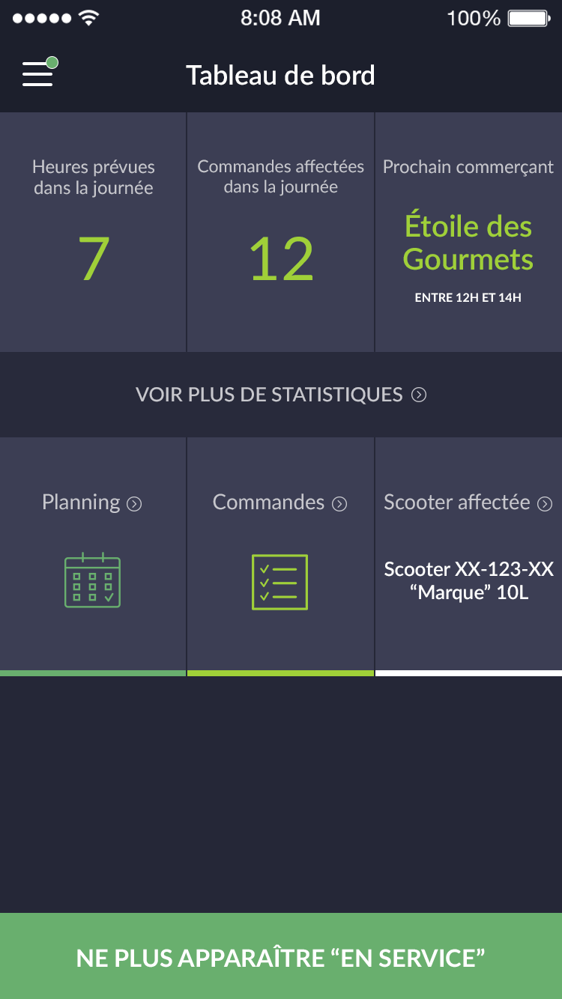 8:08 AM
100%
Tableau de bord
Heures prévues
dans la journée
7
Commandes affectées
dans la journée
12
Prochain commerçant
Étoile des
Gourmets
ENTRE 12H ET 14H
VOIR PLUS DE STATISTIQUES
Planning
Commandes
Scooter affectée
Scooter XX-123-XX
“Marque” 10L
NE PLUS APPARAÎTRE “EN SERVICE”